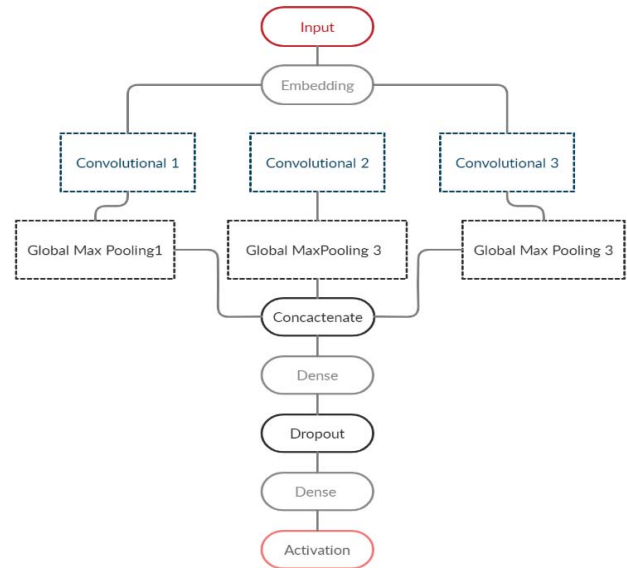 Input
Embedding
Convolutional 1
Convolutional 2
Convolutional 3
Global Max Pooling1
Global MaxPooling 3
Global Max Pooling 3
Concactenate
Dense
Dropout
Dense
Activation